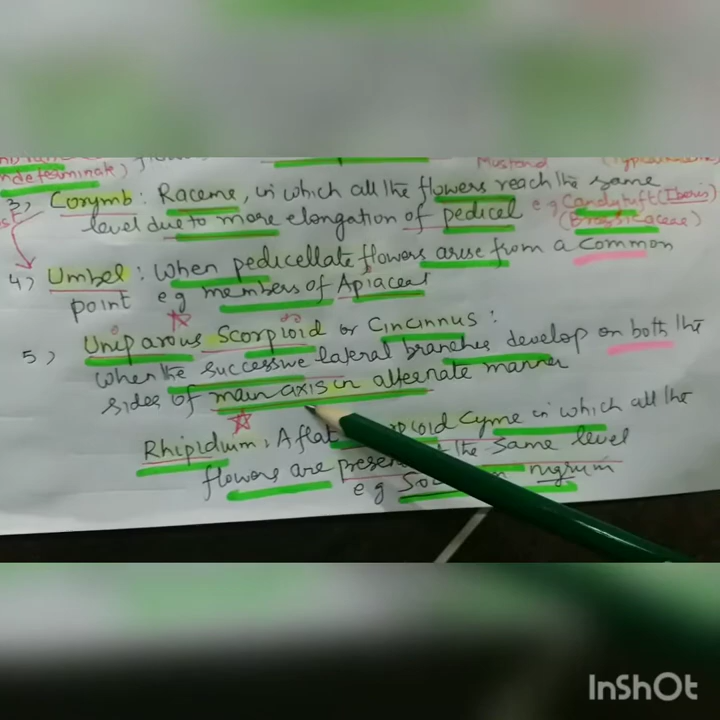 Mustard
ndeterminate)
3) Corymb: Raceme, in which all the flowers reach the same
level due to more elongation of pedicel e.g Candytuft (Iberis)
(Brassicaceae)
4) Umbel: When pedicellate flowers arise from a common
point e g members of Apiaceae
5) Uniparous Scorpioid or Cincinnus:
When the successive lateral branches develop on both the
sides of main axis in alternate manner
Rhipidium: A flat cyme in which all the
flowers are the same level
e g nigrum
InShOt